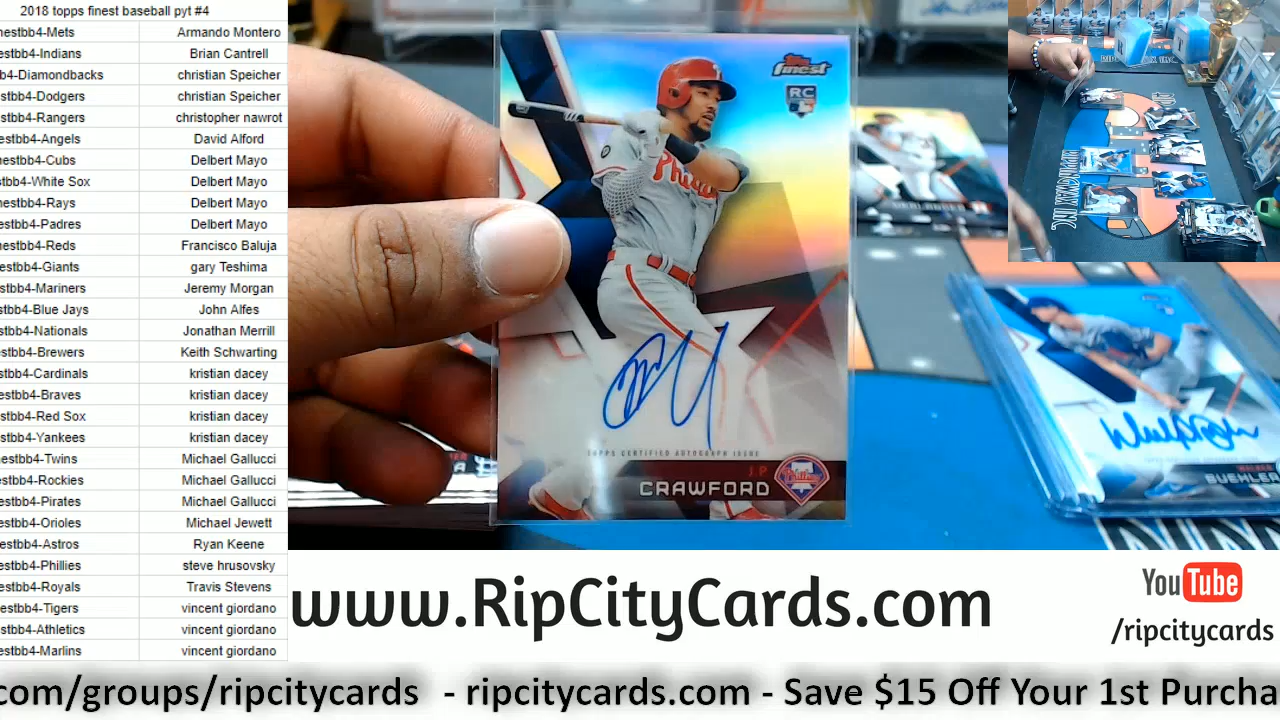 2018 topps finest baseball pyt #4
nestbb4-Mets Armando Montero
estbb4-Indians Brian Cantrell
b4-Diamondbacks christian Speicher
stbb4-Dodgers christian Speicher
stbb4-Rangers christopher nawrot
estbb4-Angels David Alford
nestbb4-Cubs Delbert Mayo
tbb4-White Sox Delbert Mayo
nestbb4-Rays Delbert Mayo
estbb4-Padres Delbert Mayo
nestbb4-Reds Francisco Baluja
estbb4-Giants gary Teshima
stbb4-Mariners Jeremy Morgan
stbb4-Blue Jays John Alfes
stbb4-Nationals Jonathan Merrill
estbb4-Brewers Keith Schwarting
stbb4-Cardinals kristian dacey
estbb4-Braves kristian dacey
stbb4-Red Sox kristian dacey
stbb4-Yankees kristian dacey
estbb4-Twins Michael Gallucci
stbb4-Rockies Michael Gallucci
estbb4-Pirates Michael Gallucci
estbb4-Orioles Michael Jewett
estbb4-Astros Ryan Keene
estbb4-Phillies steve hrusovsky
estbb4-Royals Travis Stevens
estbb4-Tigers vincent giordano
stbb4-Athletics vincent giordano
estbb4-Marlins vincent giordano
Topps
finest
RC
Phillies
TOPPS CERTIFIED AUTOGRAPH ISSUE
J.P.
CRAWFORD
WALKER
BUEHLER
www.RipCityCards.com
YouTube
/ripcitycards
com/groups/ripcitycards - ripcitycards.com - Save $15 Off Your 1st Purcha